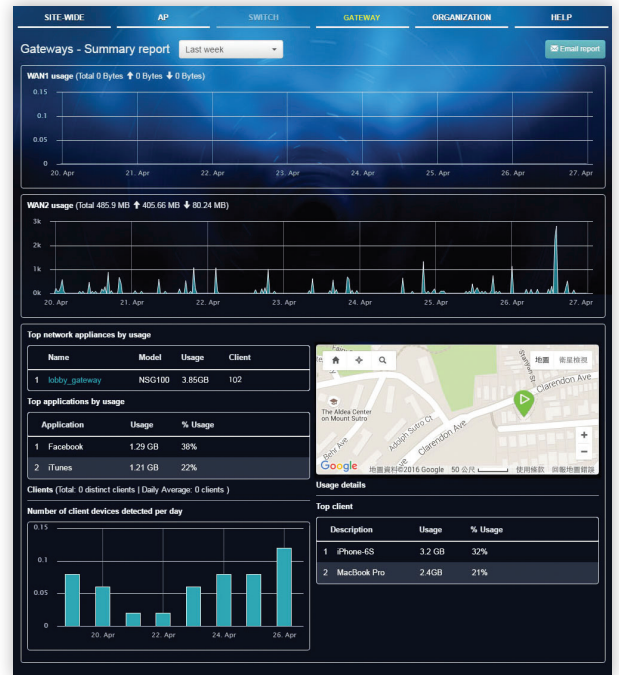 SITE-WIDE AP SWITCH GATEWAY ORGANIZATION HELP
Gateways - Summary report Last week Email report
WAN1 usage (Total 0 Bytes ↑ 0 Bytes ↓ 0 Bytes)
0.15
0.1
0.05
0
20. Apr 21. Apr 22. Apr 23. Apr 24. Apr 25. Apr 26. Apr 27. Apr
WAN2 usage (Total 485.9 MB ↑ 405.66 MB ↓ 80.24 MB)
3k
2k
1k
0k
20. Apr 21. Apr 22. Apr 23. Apr 24. Apr 25. Apr 26. Apr 27. Apr
Top network appliances by usage
Name Model Usage Client
1 lobby_gateway NSG100 3.85GB 102
Top applications by usage
Application Usage % Usage
1 Facebook 1.29 GB 38%
2 iTunes 1.21 GB 22%
Clients (Total: 0 distinct clients | Daily Average: 0 clients )
Number of client devices detected per day
0.15
0.1
0.05
0
20. Apr 22. Apr 24. Apr 26. Apr
地圖 衛星檢視
Clarendon Ave
The Aldea Center
on Mount Sutro
Adolph Sutro Ct
Clarendon Ave
Behr Ave
+
−
Google 地圖資料©2016 Google 50 公尺 使用條款 回報地圖錯誤
Usage details
Top client
Description Usage % Usage
1 iPhone-6S 3.2 GB 32%
2 MacBook Pro 2.4GB 21%